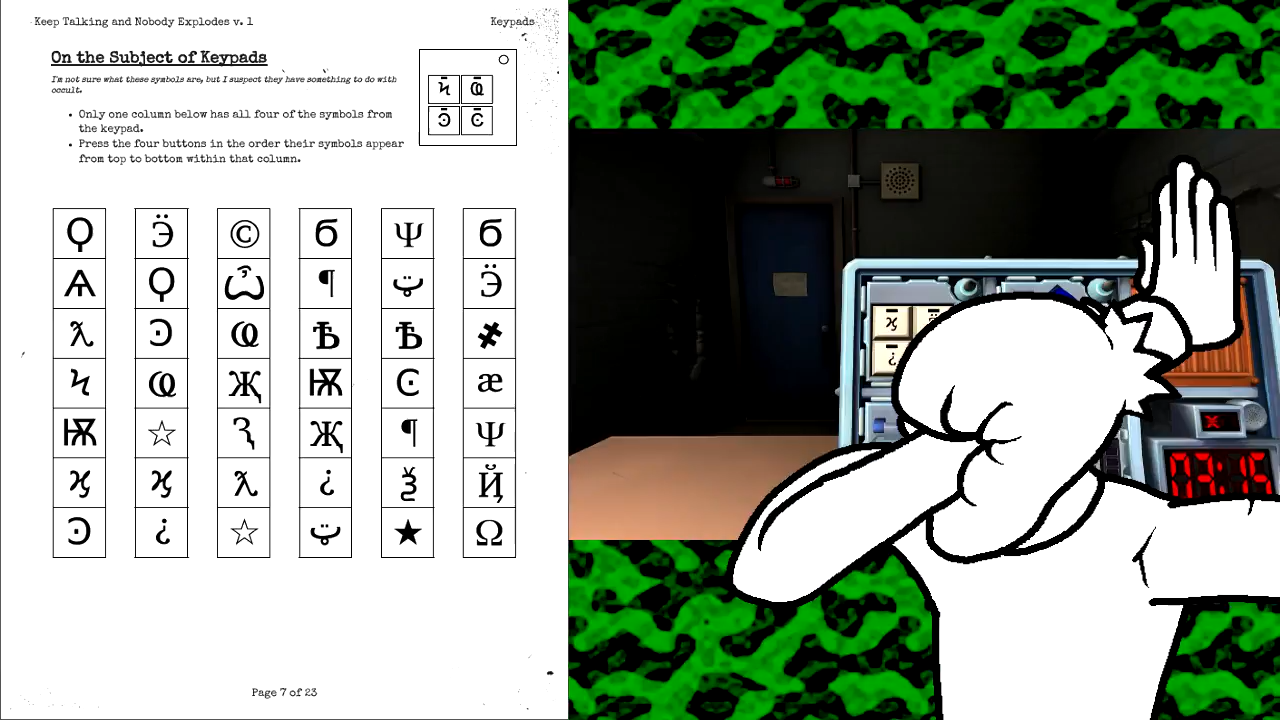 Keep Talking and Nobody Explodes v. 1
Keypads
On the Subject of Keypads
I'm not sure what these symbols are, but I suspect they have something to do with
occult.
• Only one column below has all four of the symbols from
the keypad.
• Press the four buttons in the order their symbols appear
from top to bottom within that column.
Ϟ Ҩ
Ͽ Ͼ
Ϙ Ӭ © б Ψ б
Ѧ Ϙ Ѽ ¶ ټ Ӭ
ƛ Ͽ Ҩ Ѣ Ѣ ҂
Ϟ Ҩ Җ Ѭ Ͼ æ
Ѭ ☆ Ԇ Җ ¶ Ψ
ϗ ϗ ƛ ¿ Ѯ Ҋ
Ͽ ¿ ☆ ټ ★ Ω
Page 7 of 23
ϗ
¿
X
03:15